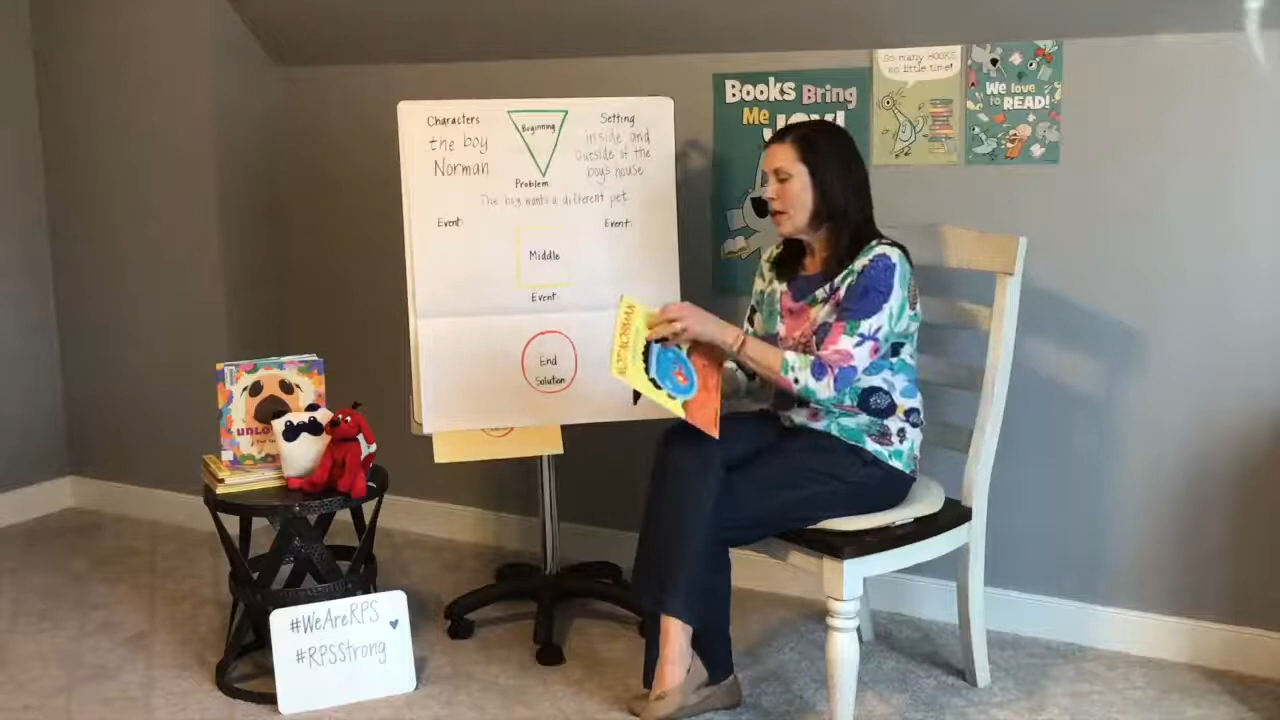 Characters
the boy
Norman
Beginning
Setting
inside and
outside of the
boys house
Problem
The boy wants a different pet.
Event
Event
Middle
Event
End
Solution
Books Bring
Me JOY!
So many BOOKS
so little time!
We love
to READ!
NORMAN
#WeAreRPS
#RPSStrong